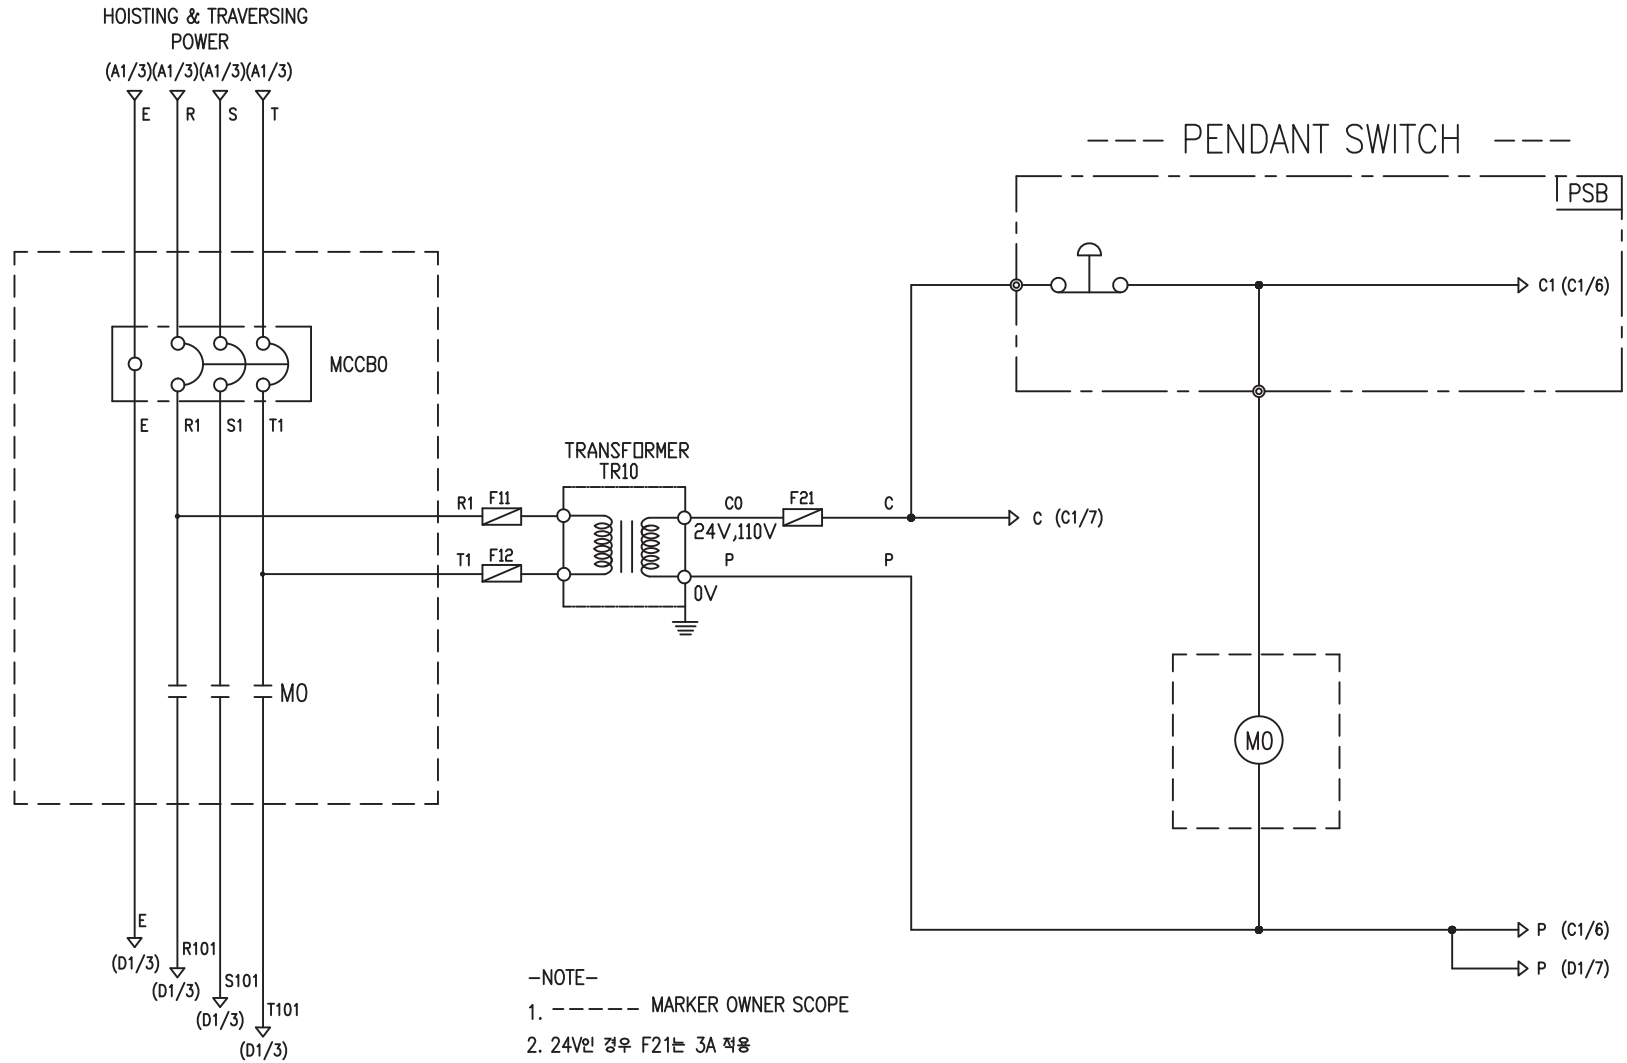 HOISTING & TRAVERSING
POWER
(A1/3)(A1/3)(A1/3)(A1/3)
E R S T
PENDANT SWITCH
PSB
C1 (C1/6)
MCCB0
E R1 S1 T1
TRANSFORMER
TR10
R1 F11
C0 F21 C
C (C1/7)
24V,110V
T1 F12
P P
0V
M0
M0
E
(D1/3)
R101
(D1/3)
S101
(D1/3)
T101
(D1/3)
P (C1/6)
P (D1/7)
-NOTE-
1. ------ MARKER OWNER SCOPE
2. 24V인 경우 F21는 3A 적용